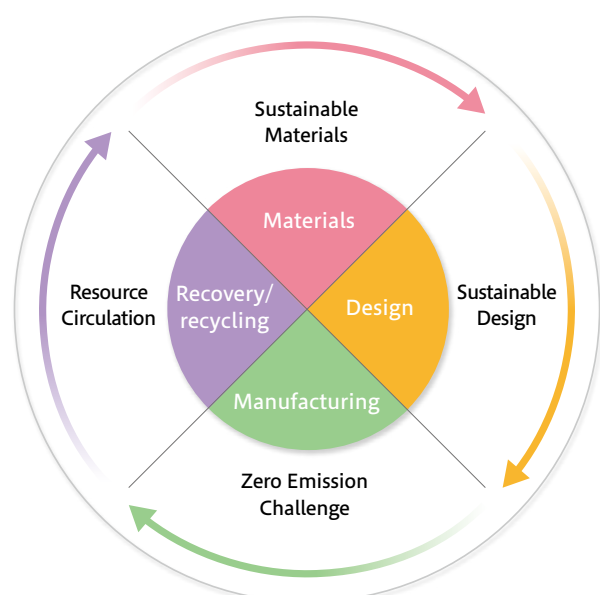 Sustainable
Materials
Materials
Resource
Circulation
Recovery/
recycling
Design
Sustainable
Design
Manufacturing
Zero Emission
Challenge